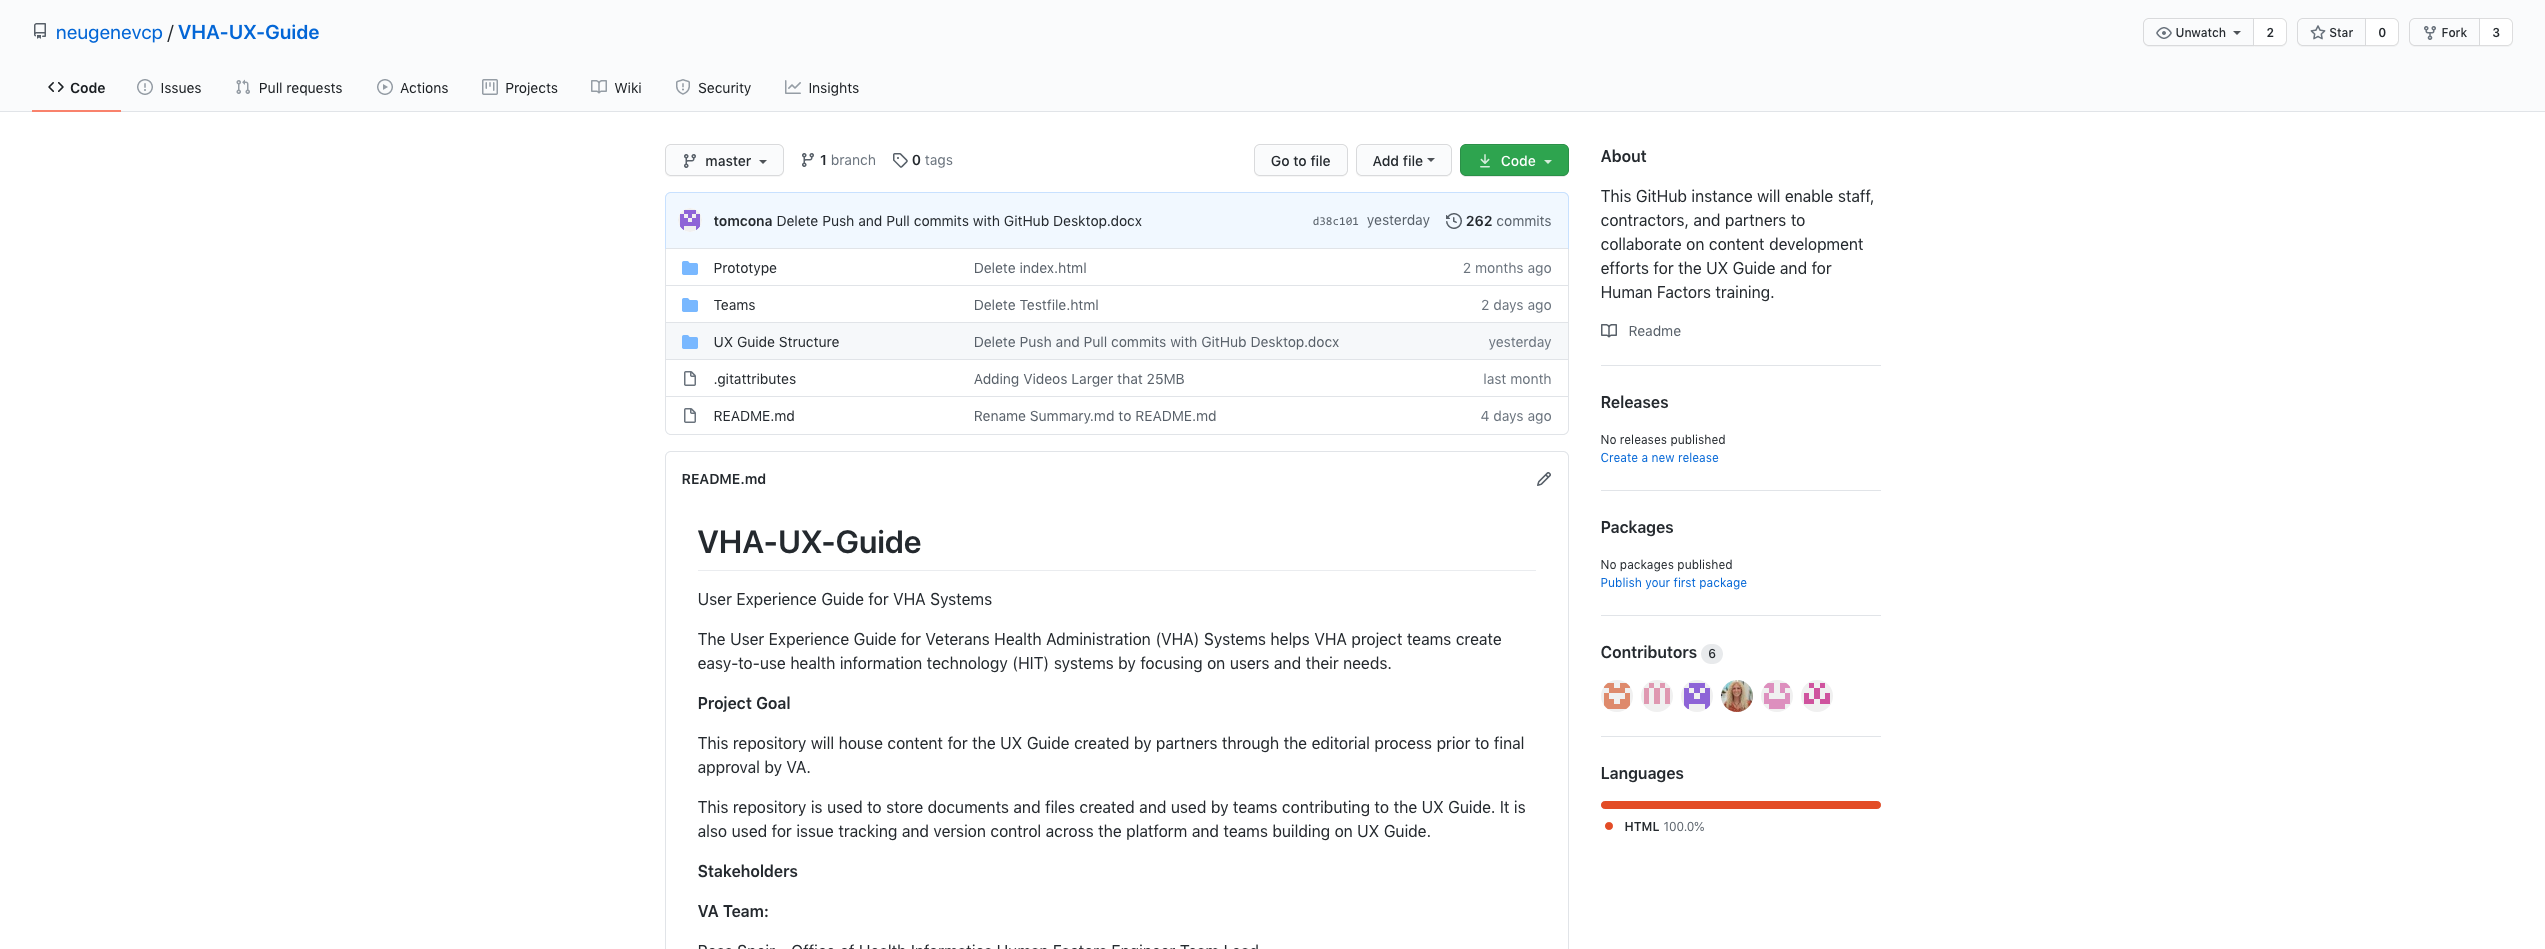 neugenevcp / VHA-UX-Guide
Unwatch 2 Star 0 Fork 3
Code Issues Pull requests Actions Projects Wiki Security Insights
master 1 branch 0 tags Go to file Add file Code
tomcona Delete Push and Pull commits with GitHub Desktop.docx d38c101 yesterday 262 commits
Prototype Delete index.html 2 months ago
Teams Delete Testfile.html 2 days ago
UX Guide Structure Delete Push and Pull commits with GitHub Desktop.docx yesterday
.gitattributes Adding Videos Larger that 25MB last month
README.md Rename Summary.md to README.md 4 days ago
README.md
VHA-UX-Guide
User Experience Guide for VHA Systems
The User Experience Guide for Veterans Health Administration (VHA) Systems helps VHA project teams create
easy-to-use health information technology (HIT) systems by focusing on users and their needs.
Project Goal
This repository will house content for the UX Guide created by partners through the editorial process prior to final
approval by VA.
This repository is used to store documents and files created and used by teams contributing to the UX Guide. It is
also used for issue tracking and version control across the platform and teams building on UX Guide.
Stakeholders
VA Team:
About
This GitHub instance will enable staff,
contractors, and partners to
collaborate on content development
efforts for the UX Guide and for
Human Factors training.
Readme
Releases
No releases published
Create a new release
Packages
No packages published
Publish your first package
Contributors 6
Languages
HTML 100.0%